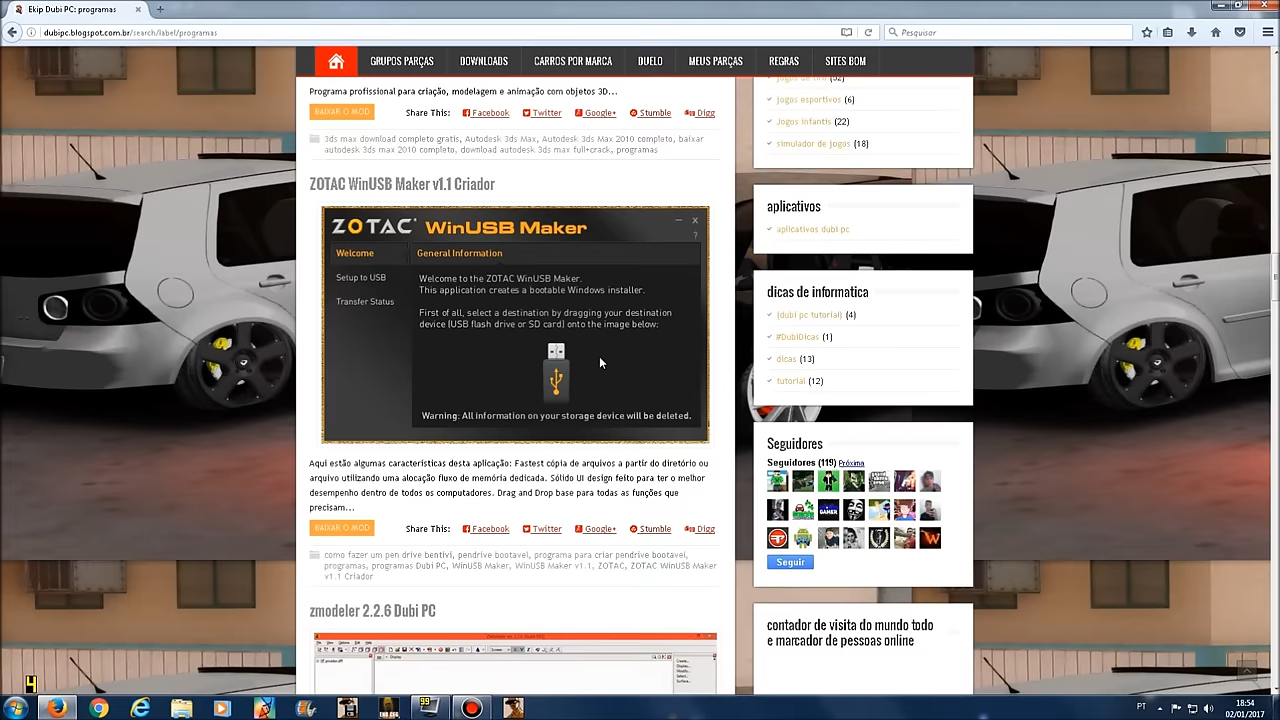 Ekip Dubi PC: programas
dubipc.blogspot.com.br/search/label/programas
Pesquisar
GRUPOS PARÇAS
DOWNLOADS
CARROS POR MARCA
DUELO
MEUS PARÇAS
REGRAS
SITES BOM
Programa profissional para criação, modelagem e animação com objetos 3D...
BAIXAR O MOD
Share This:
Facebook
Twitter
Google+
Stumble
Digg
3ds max download completo gratis, Autodesk 3ds Max, Autodesk 3ds Max 2010 completo, baixar
autodesk 3ds max 2010 completo, download autodesk 3ds max full+crack, programas
ZOTAC WinUSB Maker v1.1 Criador
ZOTAC WinUSB Maker
Welcome
General Information
Setup to USB
Transfer Status
Welcome to the ZOTAC WinUSB Maker.
This application creates a bootable Windows installer.
First of all, select a destination by dragging your destination
device (USB flash drive or SD card) onto the image below:
Warning: All information on your storage device will be deleted.
Aqui estão algumas características desta aplicação: Fastest cópia de arquivos a partir do diretório ou
arquivo utilizando uma alocação fluxo de memória dedicada. Sólido UI design feito para ter o melhor
desempenho dentro de todos os computadores. Drag and Drop base para todas as funções que
precisam...
BAIXAR O MOD
Share This:
Facebook
Twitter
Google+
Stumble
Digg
como fazer um pen drive bentivi, pendrive bootavel, programa para criar pendrive bootavel,
programas, programas Dubi PC, WinUSB Maker, WinUSB Maker v1.1, ZOTAC, ZOTAC WinUSB Maker
v1.1 Criador
zmodeler 2.2.6 Dubi PC
jogos de tiro (32)
jogos esportivos (6)
Jogos infantis (22)
simulador de jogos (18)
aplicativos
aplicativos dubi pc
dicas de informatica
(dubi pc tutorial) (4)
#DubiDicas (1)
dicas (13)
tutorial (12)
Seguidores
Seguidores (119) Próxima
Seguir
contador de visita do mundo todo
e marcador de pessoas online
4
99
PT
18:54
02/01/2017